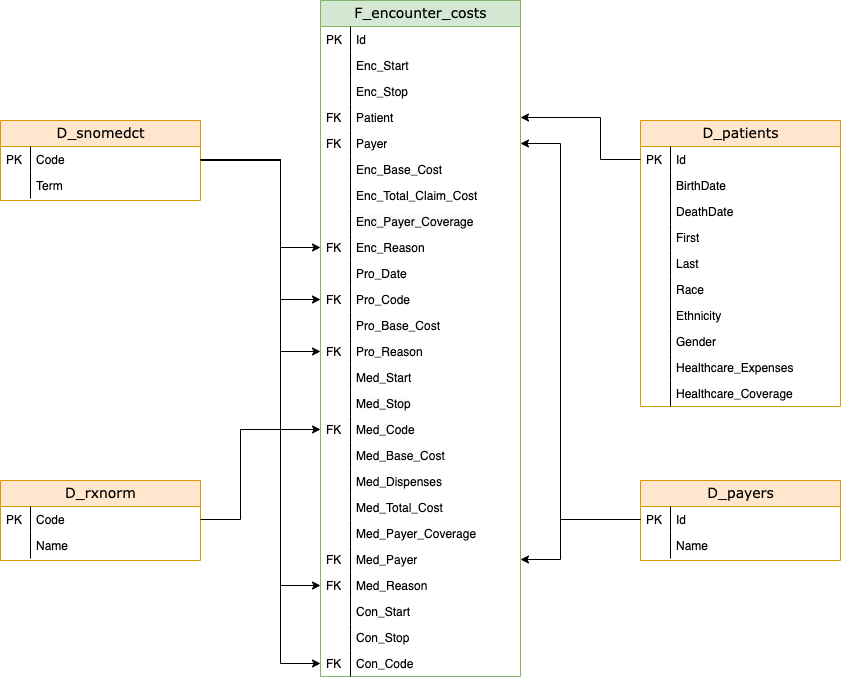 F_encounter_costs
PK Id
Enc_Start
Enc_Stop
FK Patient
FK Payer
Enc_Base_Cost
Enc_Total_Claim_Cost
Enc_Payer_Coverage
FK Enc_Reason
Pro_Date
FK Pro_Code
Pro_Base_Cost
FK Pro_Reason
Med_Start
Med_Stop
FK Med_Code
Med_Base_Cost
Med_Dispenses
Med_Total_Cost
Med_Payer_Coverage
FK Med_Payer
FK Med_Reason
Con_Start
Con_Stop
FK Con_Code
D_snomedct
PK Code
Term
D_rxnorm
PK Code
Name
D_patients
PK Id
BirthDate
DeathDate
First
Last
Race
Ethnicity
Gender
Healthcare_Expenses
Healthcare_Coverage
D_payers
PK Id
Name